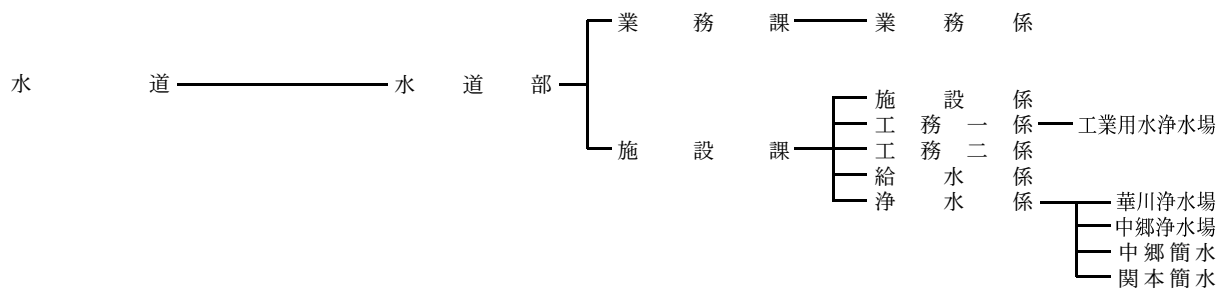 水道
水道部
業務課
業務係
施設課
施設係
工務一係
工業用水浄水場
工務二係
給水係
浄水係
華川浄水場
中郷浄水場
中郷簡水
関本簡水